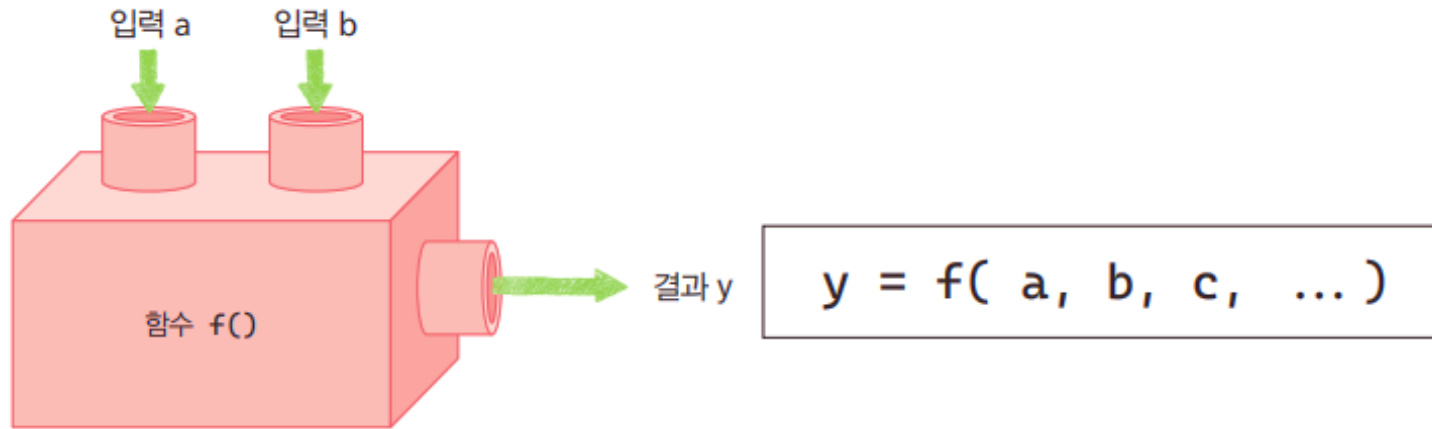 입력 a
입력 b
함수 f()
결과 y
y = f( a, b, c, ... )